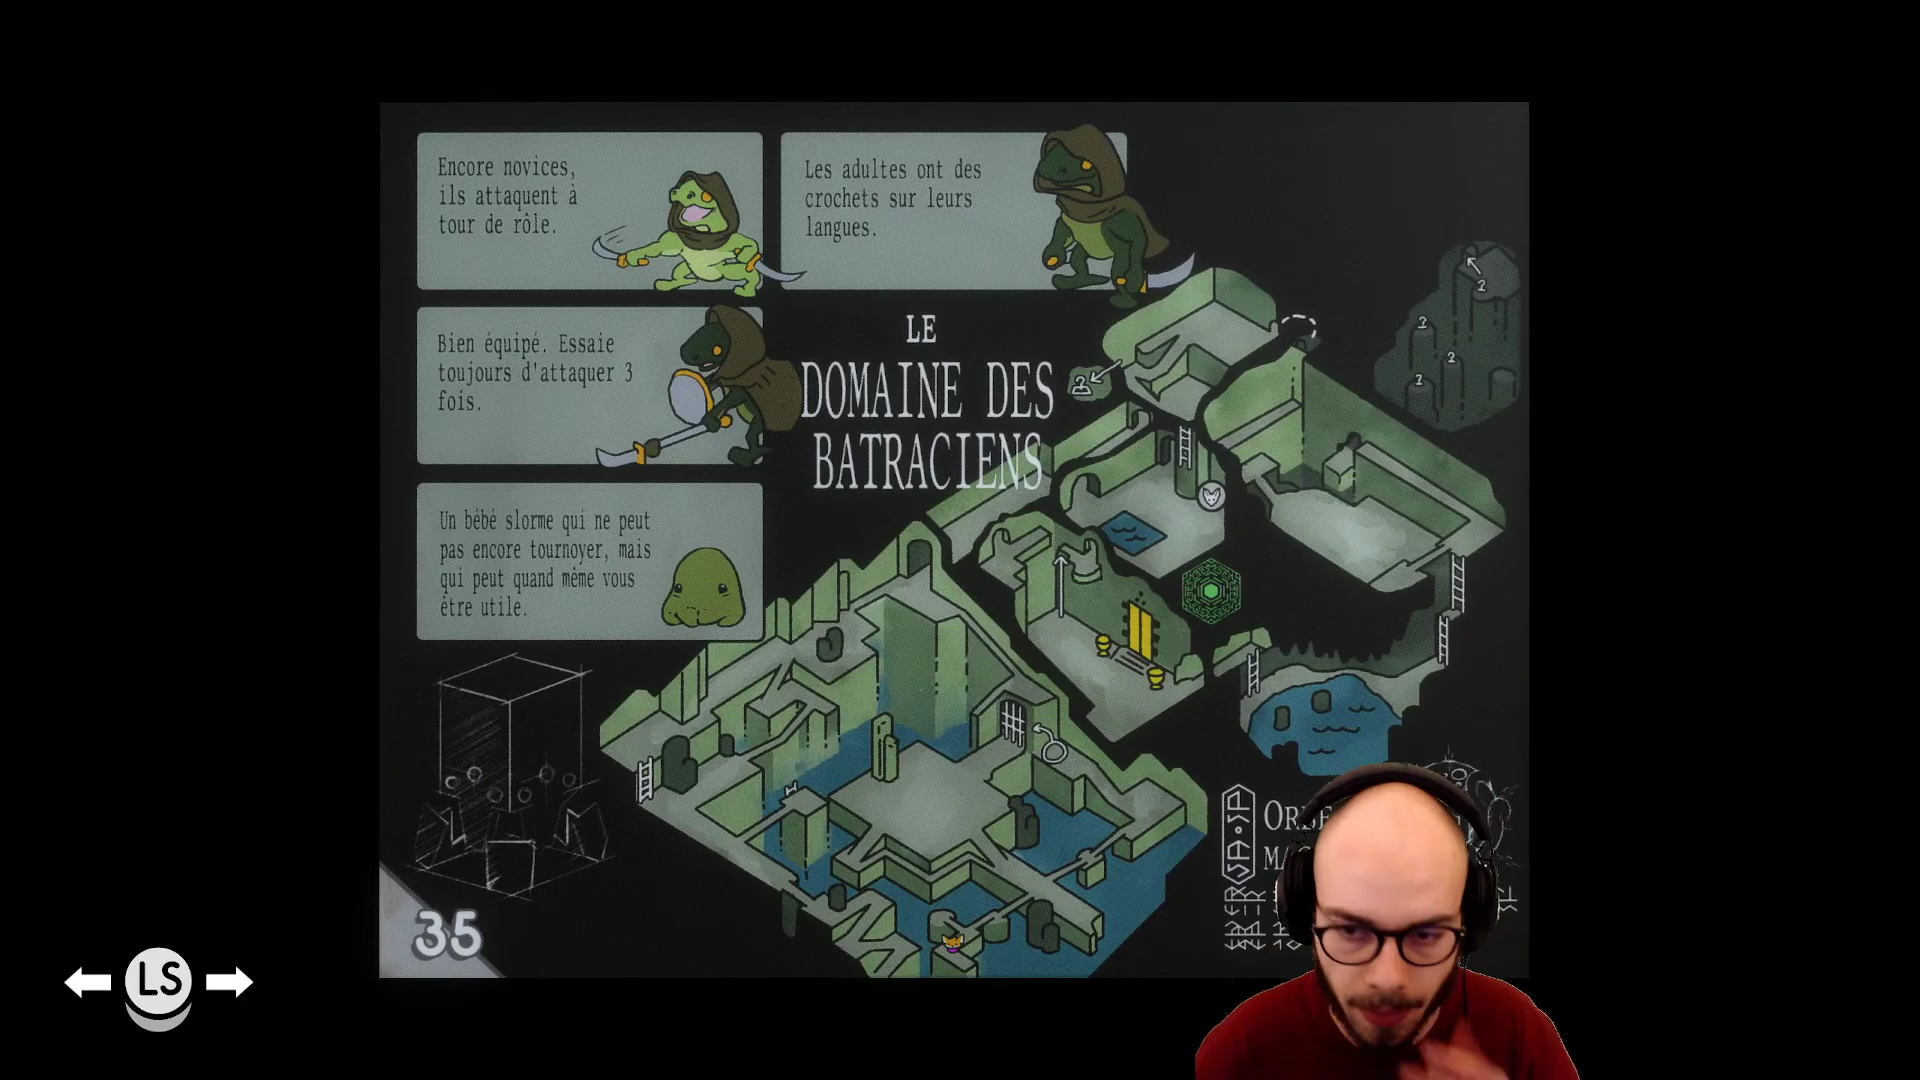 Encore novices,
ils attaquent à
tour de rôle.
Les adultes ont des
crochets sur leurs
langues.
Bien équipé. Essaie
toujours d'attaquer 3
fois.
LE
DOMAINE DES
BATRACIENS
Un bébé slorme qui ne peut
pas encore tournoyer, mais
qui peut quand même vous
être utile.
35
LS